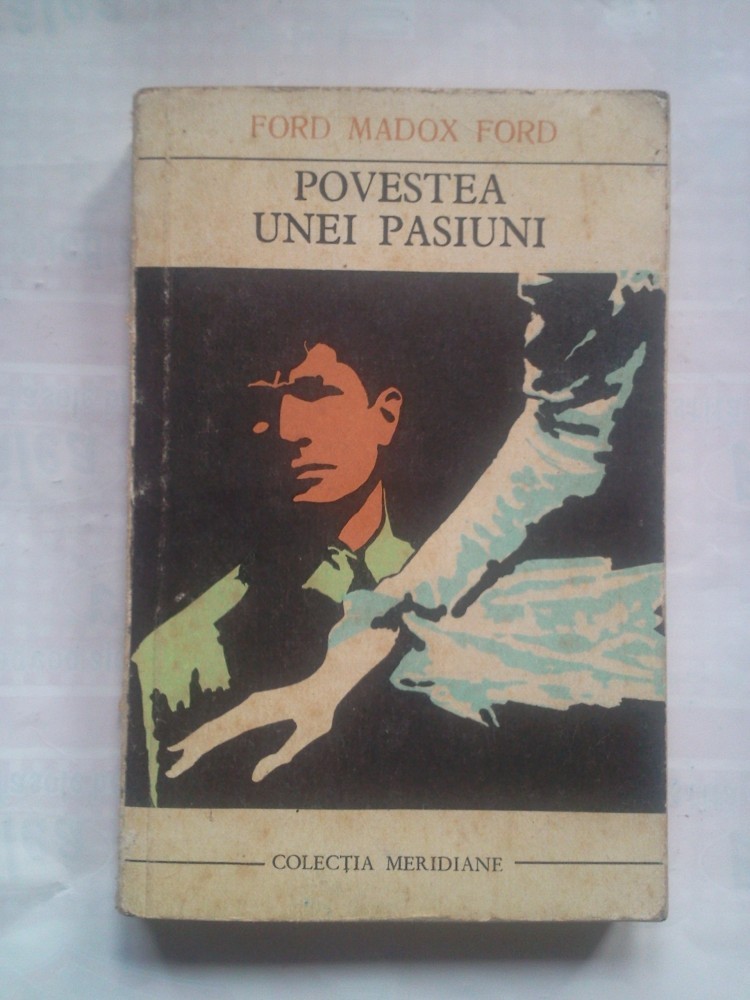 FORD MADOX FORD
POVESTEA
UNEI PASIUNI
COLECȚIA MERIDIANE